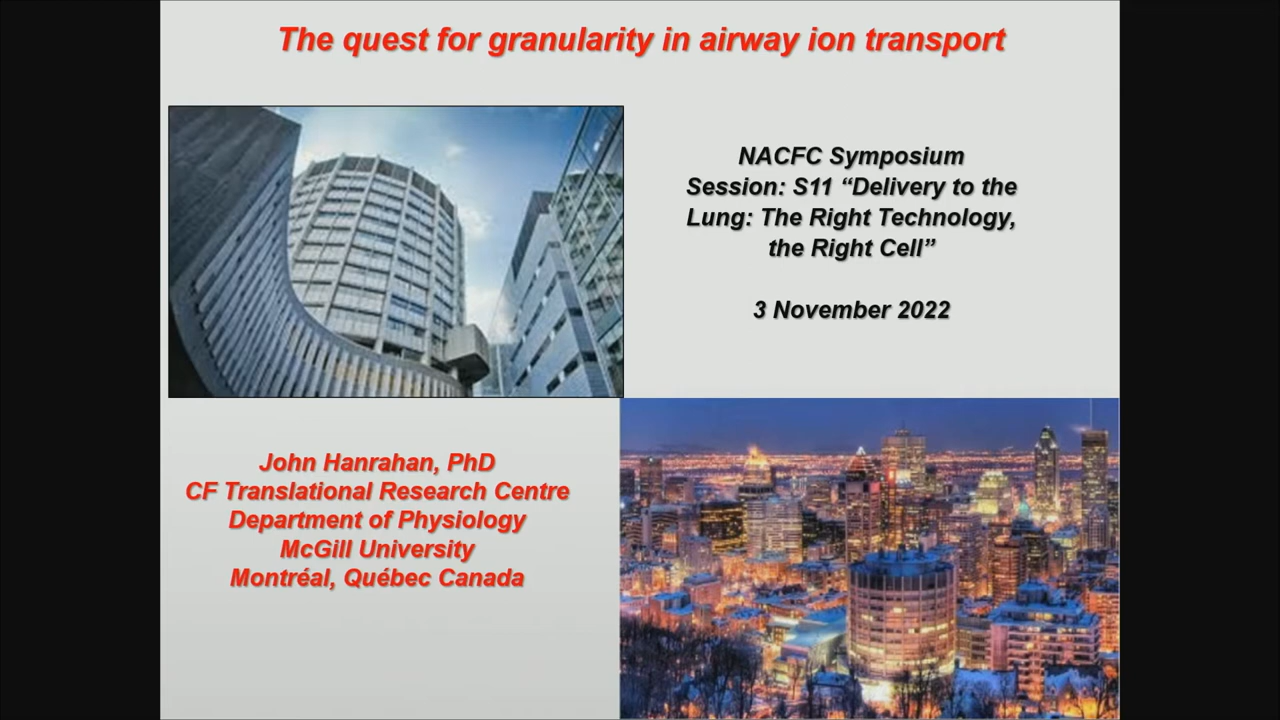 The quest for granularity in airway ion transport
NACFC Symposium
Session: S11 “Delivery to the
Lung: The Right Technology,
the Right Cell”
3 November 2022
John Hanrahan, PhD
CF Translational Research Centre
Department of Physiology
McGill University
Montréal, Québec Canada